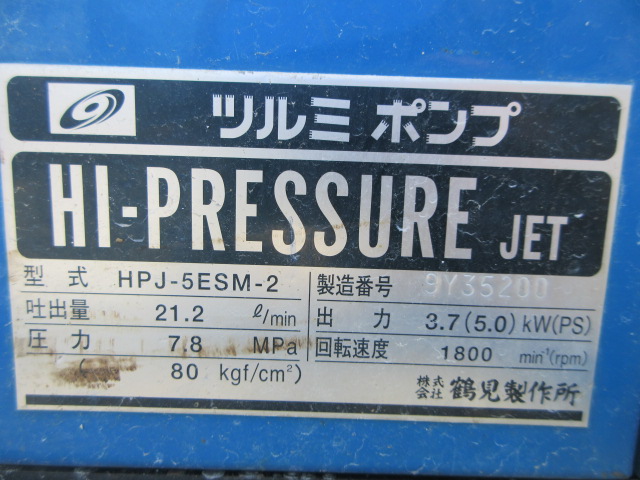 ツルミポンプ
HI-PRESSURE JET
型式 HPJ-5ESM-2
製造番号 9Y35200
吐出量 21.2 ℓ/min
出力 3.7(5.0) kW(PS)
圧力 7.8 MPa
( 80 kgf/cm²)
回転速度 1800 min⁻¹(rpm)
株式会社 鶴見製作所